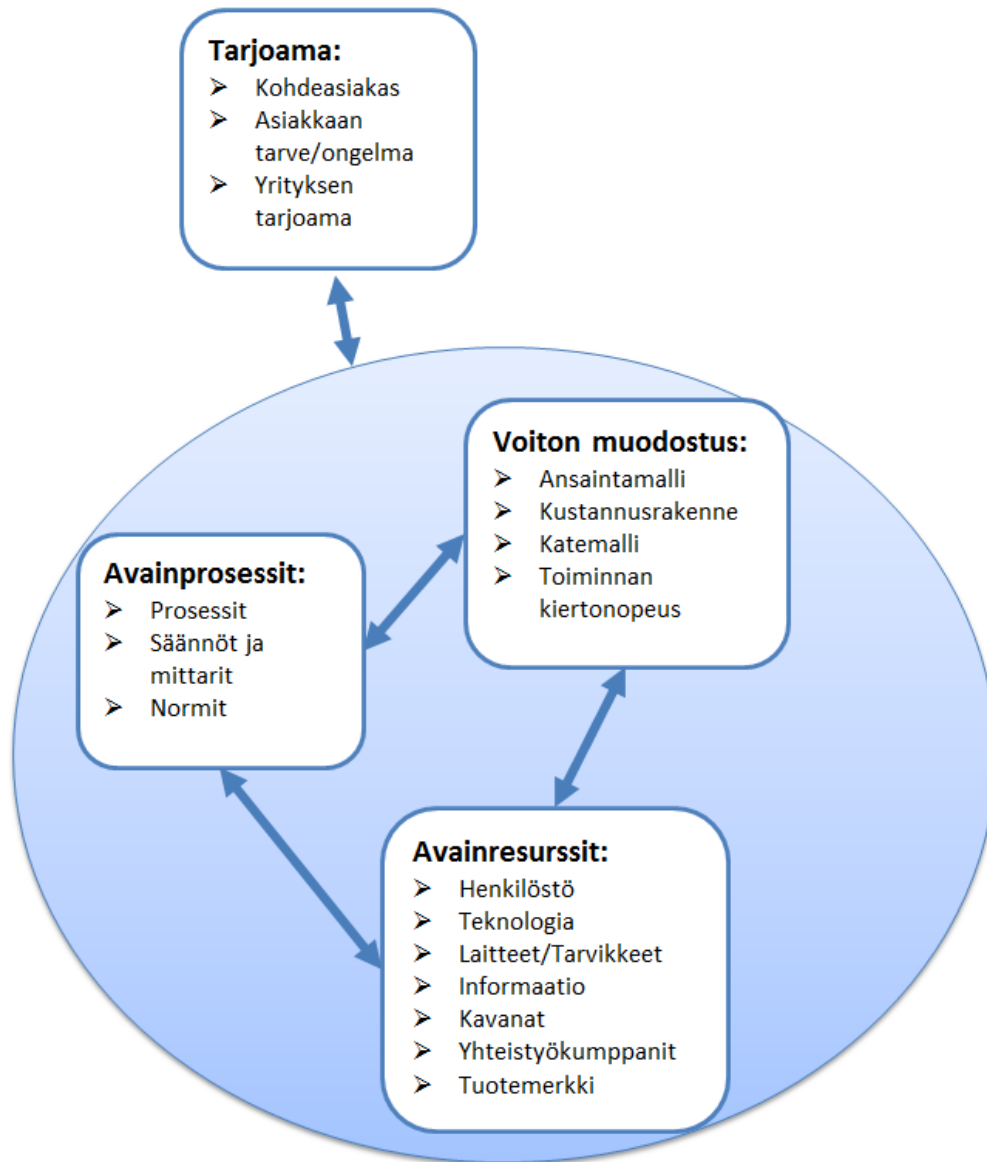 Tarjoama:
➢ Kohdeasiakas
➢ Asiakkaan
tarve/ongelma
➢ Yrityksen
tarjoama
Voiton muodostus:
➢ Ansaintamalli
➢ Kustannusrakenne
➢ Katemalli
➢ Toiminnan
kiertonopeus
Avainprosessit:
➢ Prosessit
➢ Säännöt ja
mittarit
➢ Normit
Avainresurssit:
➢ Henkilöstö
➢ Teknologia
➢ Laitteet/Tarvikkeet
➢ Informaatio
➢ Kavanat
➢ Yhteistyökumppanit
➢ Tuotemerkki